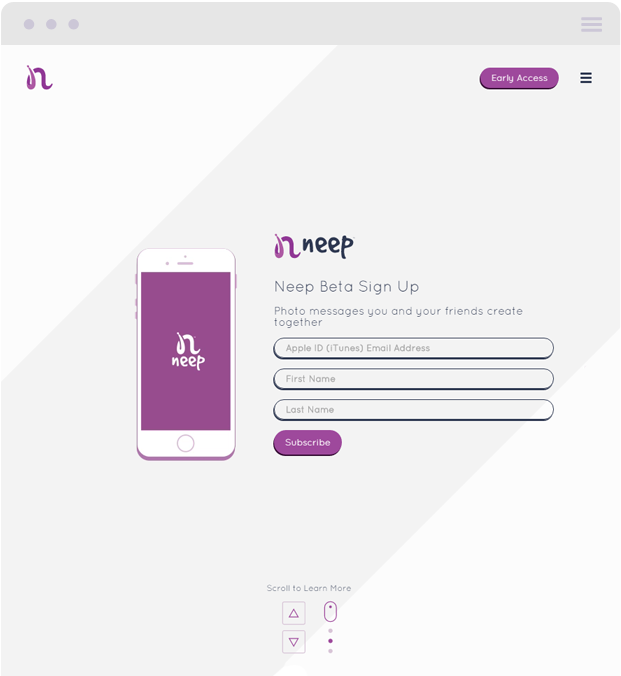 Early Access
neep
Neep Beta Sign Up
Photo messages you and your friends create
together
Apple ID (iTunes) Email Address
First Name
Last Name
Subscribe
neep
Scroll to Learn More